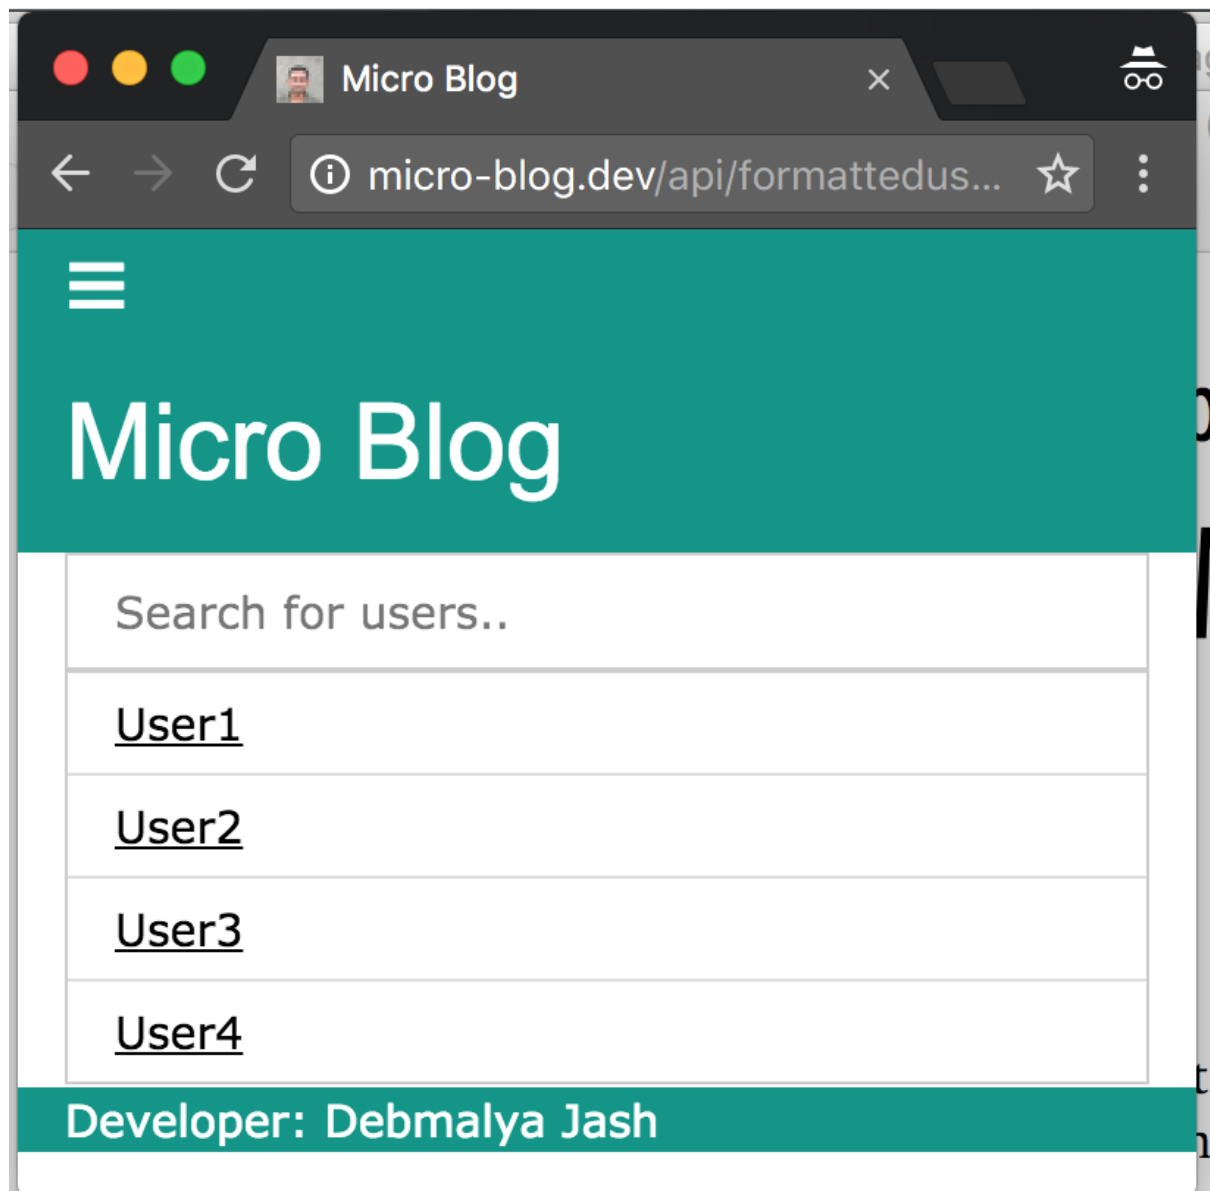 Micro Blog
micro-blog.dev/api/formattedus...
Micro Blog
Search for users..
User1
User2
User3
User4
Developer: Debmalya Jash